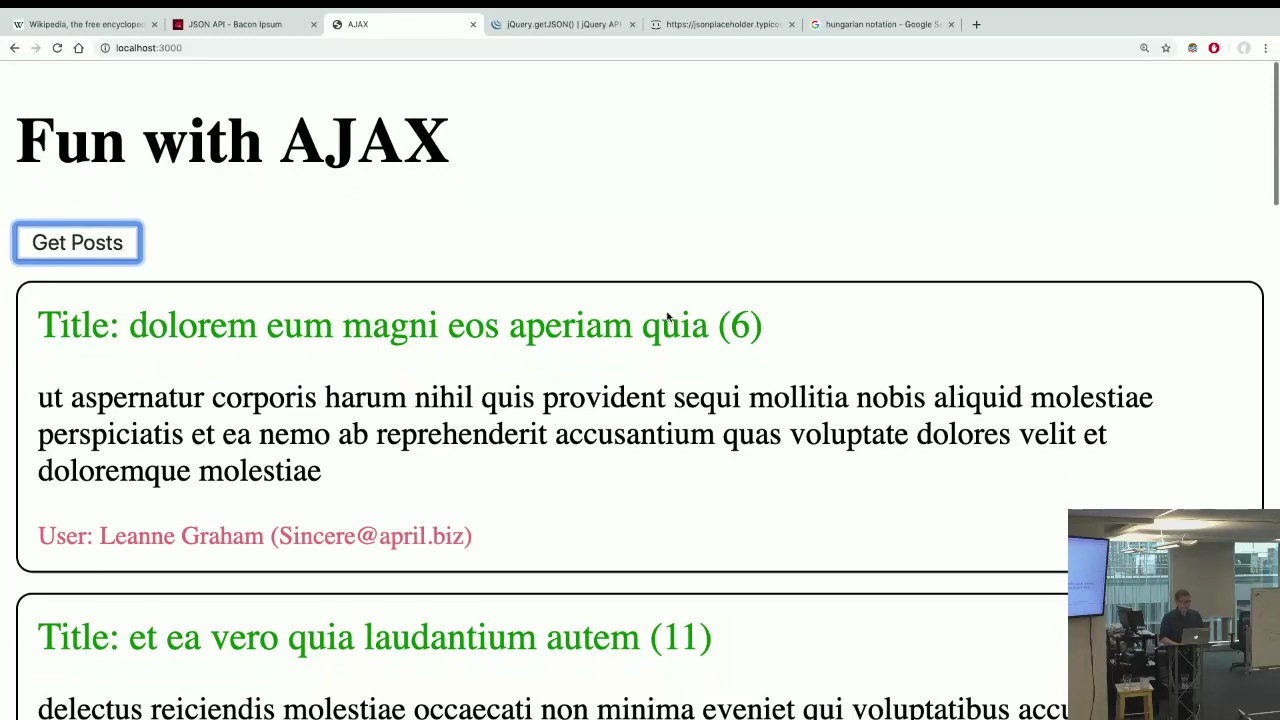 Wikipedia, the free encyclope
JSON API - Bacon Ipsum
AJAX
jQuery.getJSON() | jQuery API
https://jsonplaceholder.typico
hungarian notation - Google S
localhost:3000
Fun with AJAX
Get Posts
Title: dolorem eum magni eos aperiam quia (6)
ut aspernatur corporis harum nihil quis provident sequi mollitia nobis aliquid molestiae
perspiciatis et ea nemo ab reprehenderit accusantium quas voluptate dolores velit et
doloremque molestiae
User: Leanne Graham (Sincere@april.biz)
Title: et ea vero quia laudantium autem (11)
delectus reiciendis molestiae occaecati non minima eveniet qui voluptatibus accu